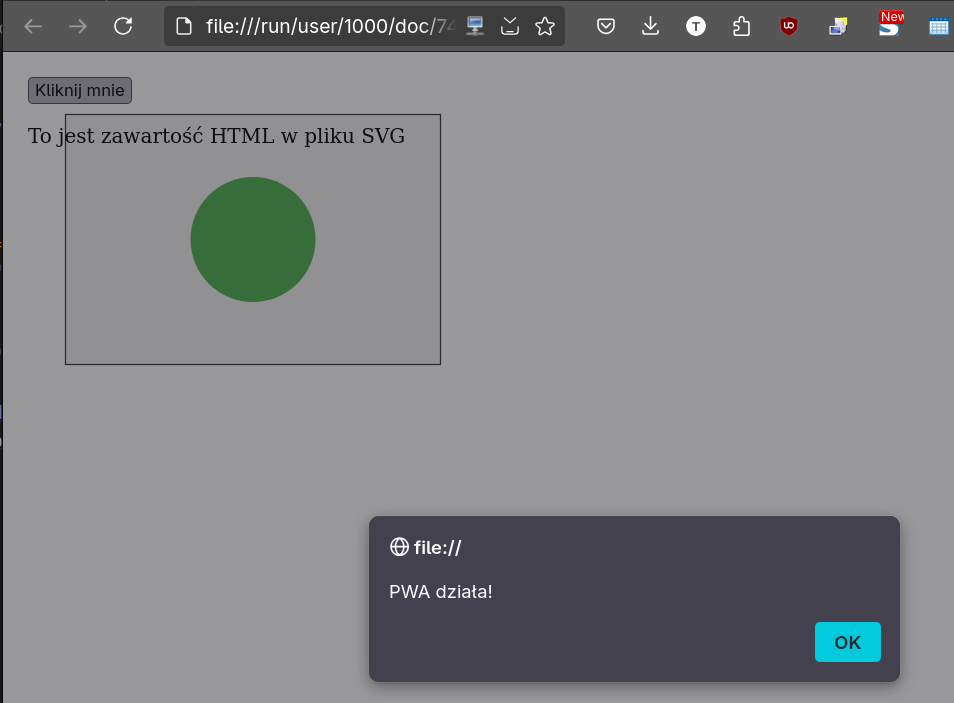 file:///run/user/1000/doc/74
T
UO
New
S
Kliknij mnie
To jest zawartość HTML w pliku SVG
file://
PWA działa!
OK